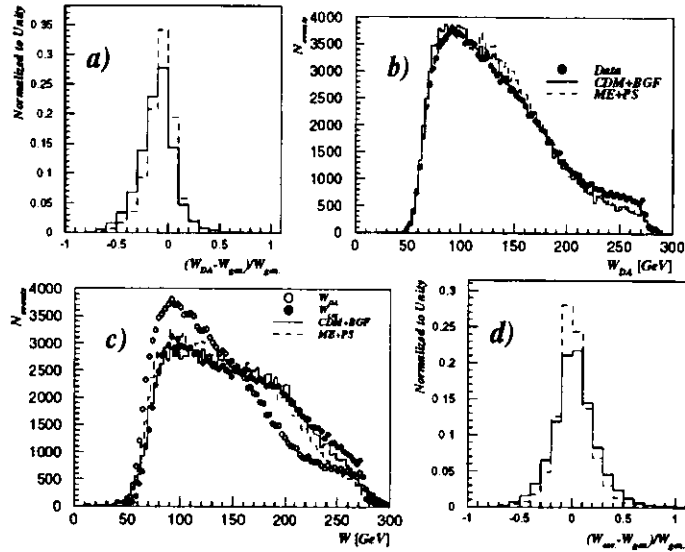 a)
Normalized to Unity
0.35
0.3
0.25
0.2
0.15
0.1
0.05
0
-1 -0.5 0 0.5 1
(W_DA-W_gen.)/W_gen.
b)
N_events
4000
3500
3000
2500
2000
1500
1000
500
0
0 50 100 150 200 250 300
W_DA [GeV]
Data
CDM+BGF
ME+PS
c)
N_events
4000
3500
3000
2500
2000
1500
1000
500
0
0 50 100 150 200 250 300
W [GeV]
W_DA
W
CDM+BGF
ME+PS
d)
Normalized to Unity
0.3
0.25
0.2
0.15
0.1
0.05
0
-1 -0.5 0 0.5 1
(W_cor.-W_gen.)/W_gen.